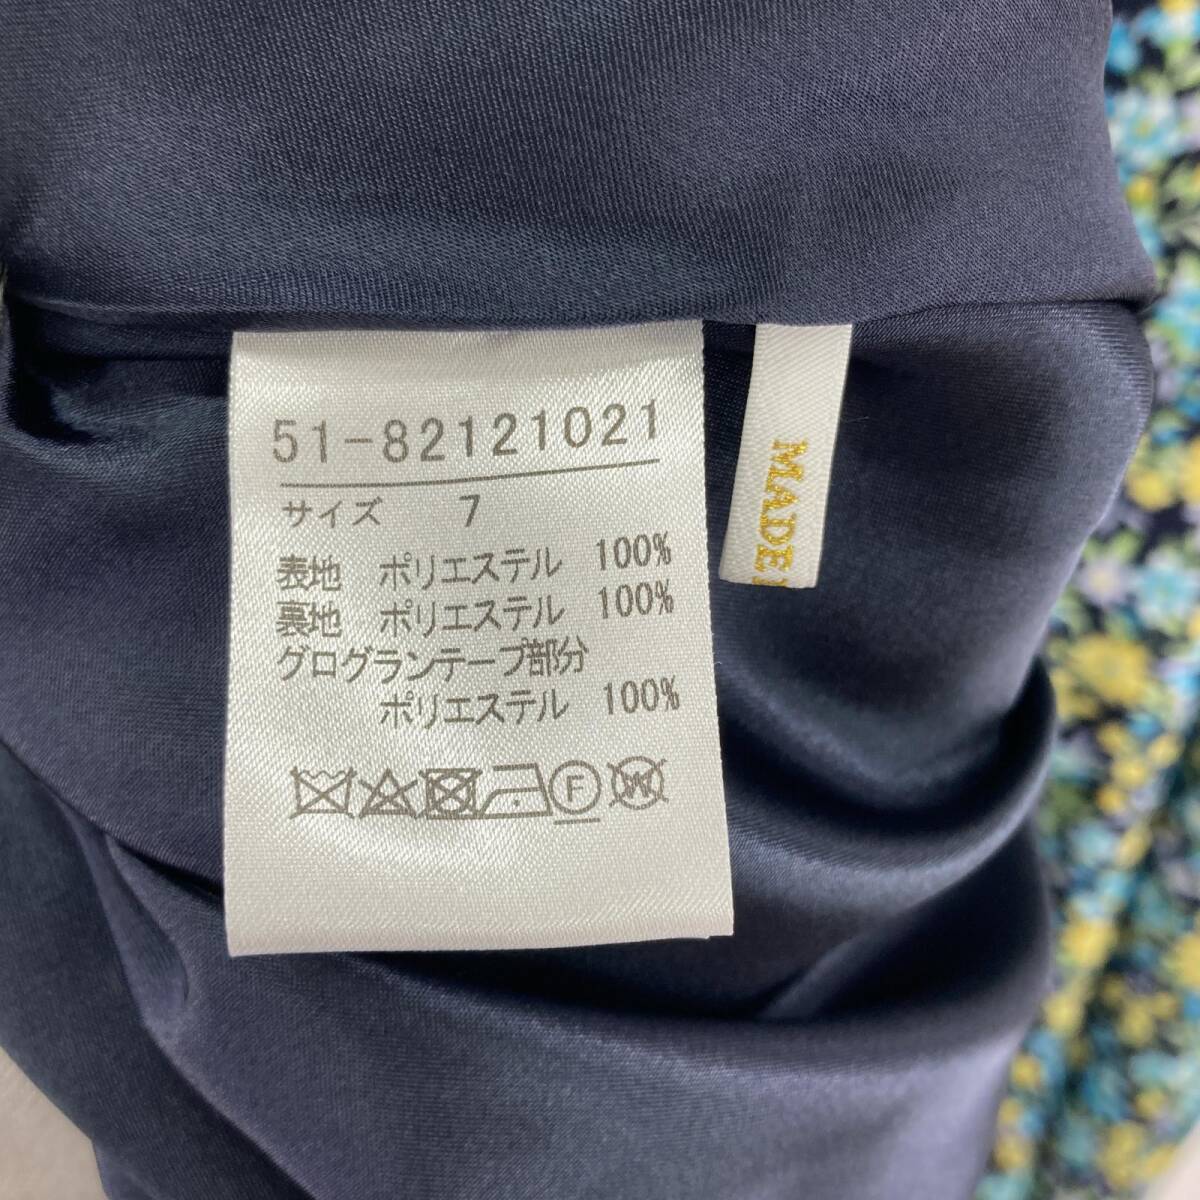 51-82121021
サイズ 7
表地 ポリエステル 100%
裏地 ポリエステル 100%
グログランテープ部分
ポリエステル 100%
F
W
MADE